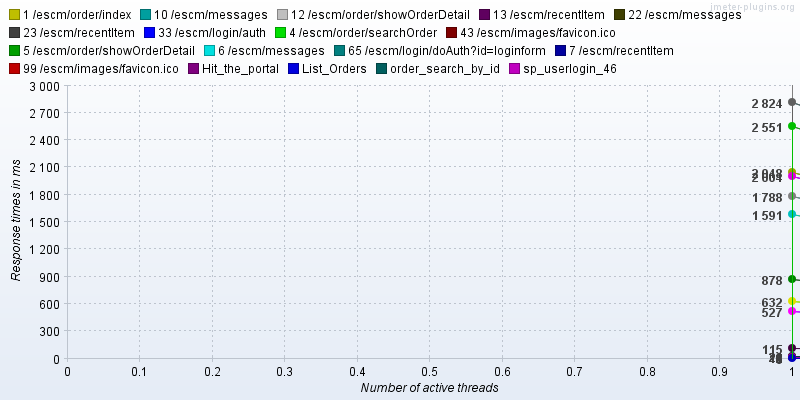 jmeter-plugins.org
1 /escm/order/index 10 /escm/messages 12 /escm/order/showOrderDetail 13 /escm/recentItem 22 /escm/messages
23 /escm/recentItem 33 /escm/login/auth 4 /escm/order/searchOrder 43 /escm/images/favicon.ico
5 /escm/order/showOrderDetail 6 /escm/messages 65 /escm/login/doAuth?id=loginform 7 /escm/recentItem
99 /escm/images/favicon.ico Hit_the_portal List_Orders order_search_by_id sp_userlogin_46
3 000
2 824
2 700
2 551
2 400
2 100
2 048
2 004
1 800
1 788
1 591
1 500
1 200
900
878
632
600
527
300
115
0
Response times in ms
0 0.1 0.2 0.3 0.4 0.5 0.6 0.7 0.8 0.9 1
Number of active threads